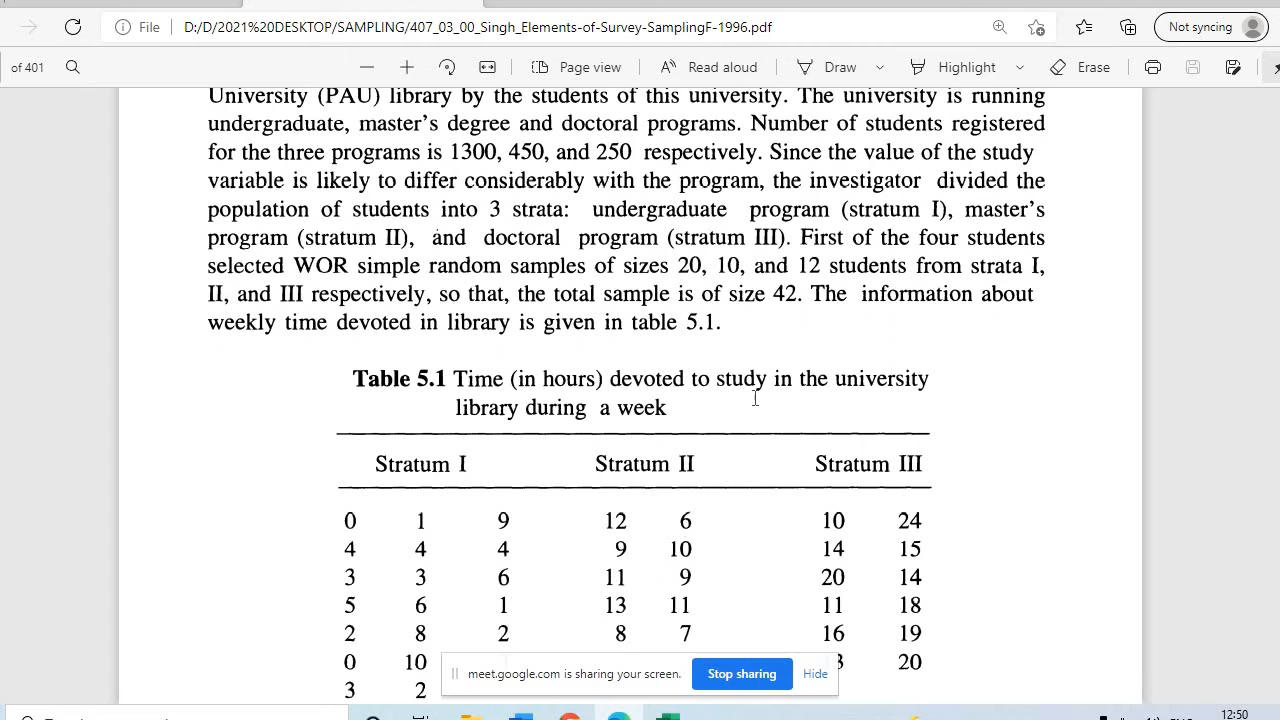 File D:/D/2021%20DESKTOP/SAMPLING/407_03_00_Singh_Elements-of-Survey-SamplingF-1996.pdf Not syncing
of 401 Page view Read aloud Draw Highlight Erase
University (PAU) library by the students of this university. The university is running
undergraduate, master's degree and doctoral programs. Number of students registered
for the three programs is 1300, 450, and 250 respectively. Since the value of the study
variable is likely to differ considerably with the program, the investigator divided the
population of students into 3 strata: undergraduate program (stratum I), master's
program (stratum II), and doctoral program (stratum III). First of the four students
selected WOR simple random samples of sizes 20, 10, and 12 students from strata I,
II, and III respectively, so that, the total sample is of size 42. The information about
weekly time devoted in library is given in table 5.1.
Table 5.1 Time (in hours) devoted to study in the university
library during a week
Stratum I Stratum II Stratum III
0 1 9 12 6 10 24
4 4 4 9 10 14 15
3 3 6 11 9 20 14
5 6 1 13 11 11 18
2 8 2 8 7 16 19
0 10 20
meet.google.com is sharing your screen. Stop sharing Hide
3 2
12:50